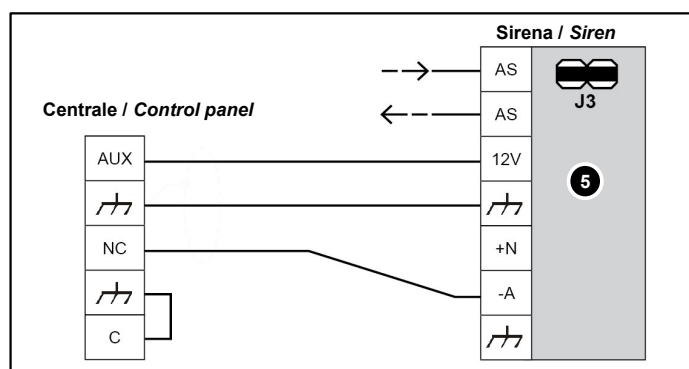 Sirena / Siren
AS
J3
AS
Centrale / Control panel
AUX
12V
5
NC
+N
-A
C